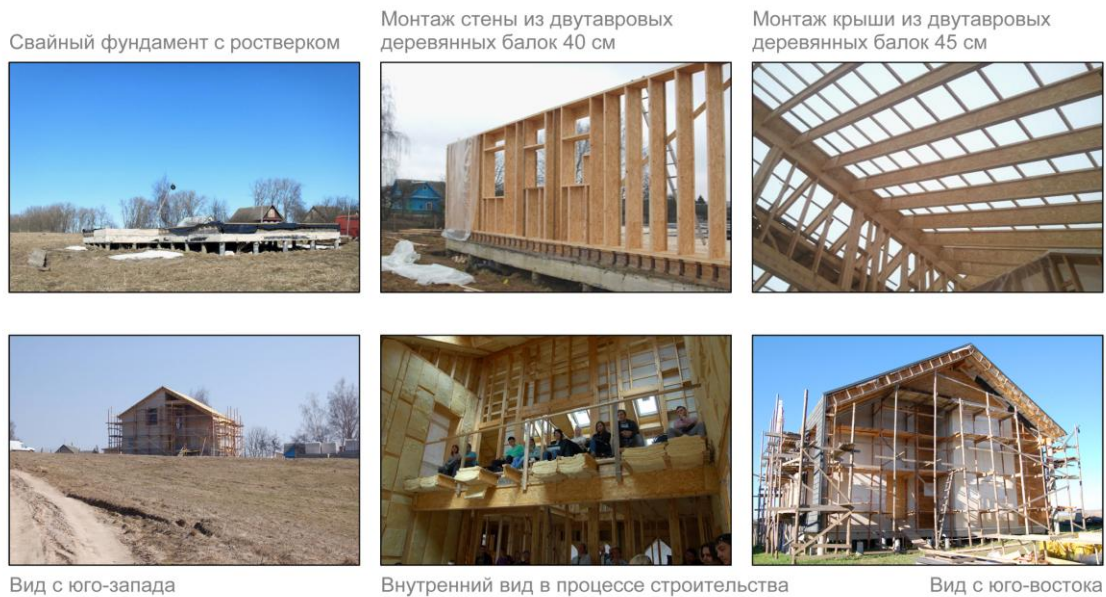 Свайный фундамент с ростверком
Монтаж стены из двутавровых
деревянных балок 40 см
Монтаж крыши из двутавровых
деревянных балок 45 см
Вид с юго-запада
Внутренний вид в процессе строительства
Вид с юго-востока